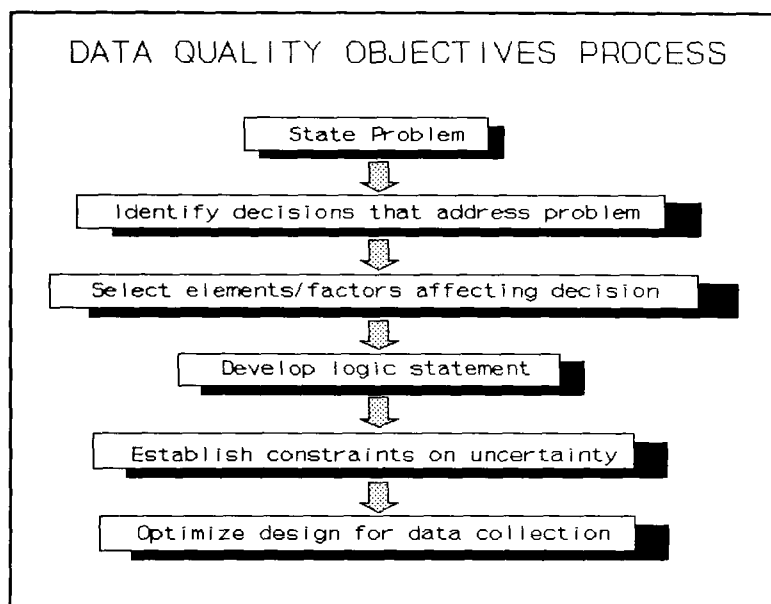 DATA QUALITY OBJECTIVES PROCESS
State Problem
Identify decisions that address problem
Select elements/factors affecting decision
Develop logic statement
Establish constraints on uncertainty
Optimize design for data collection